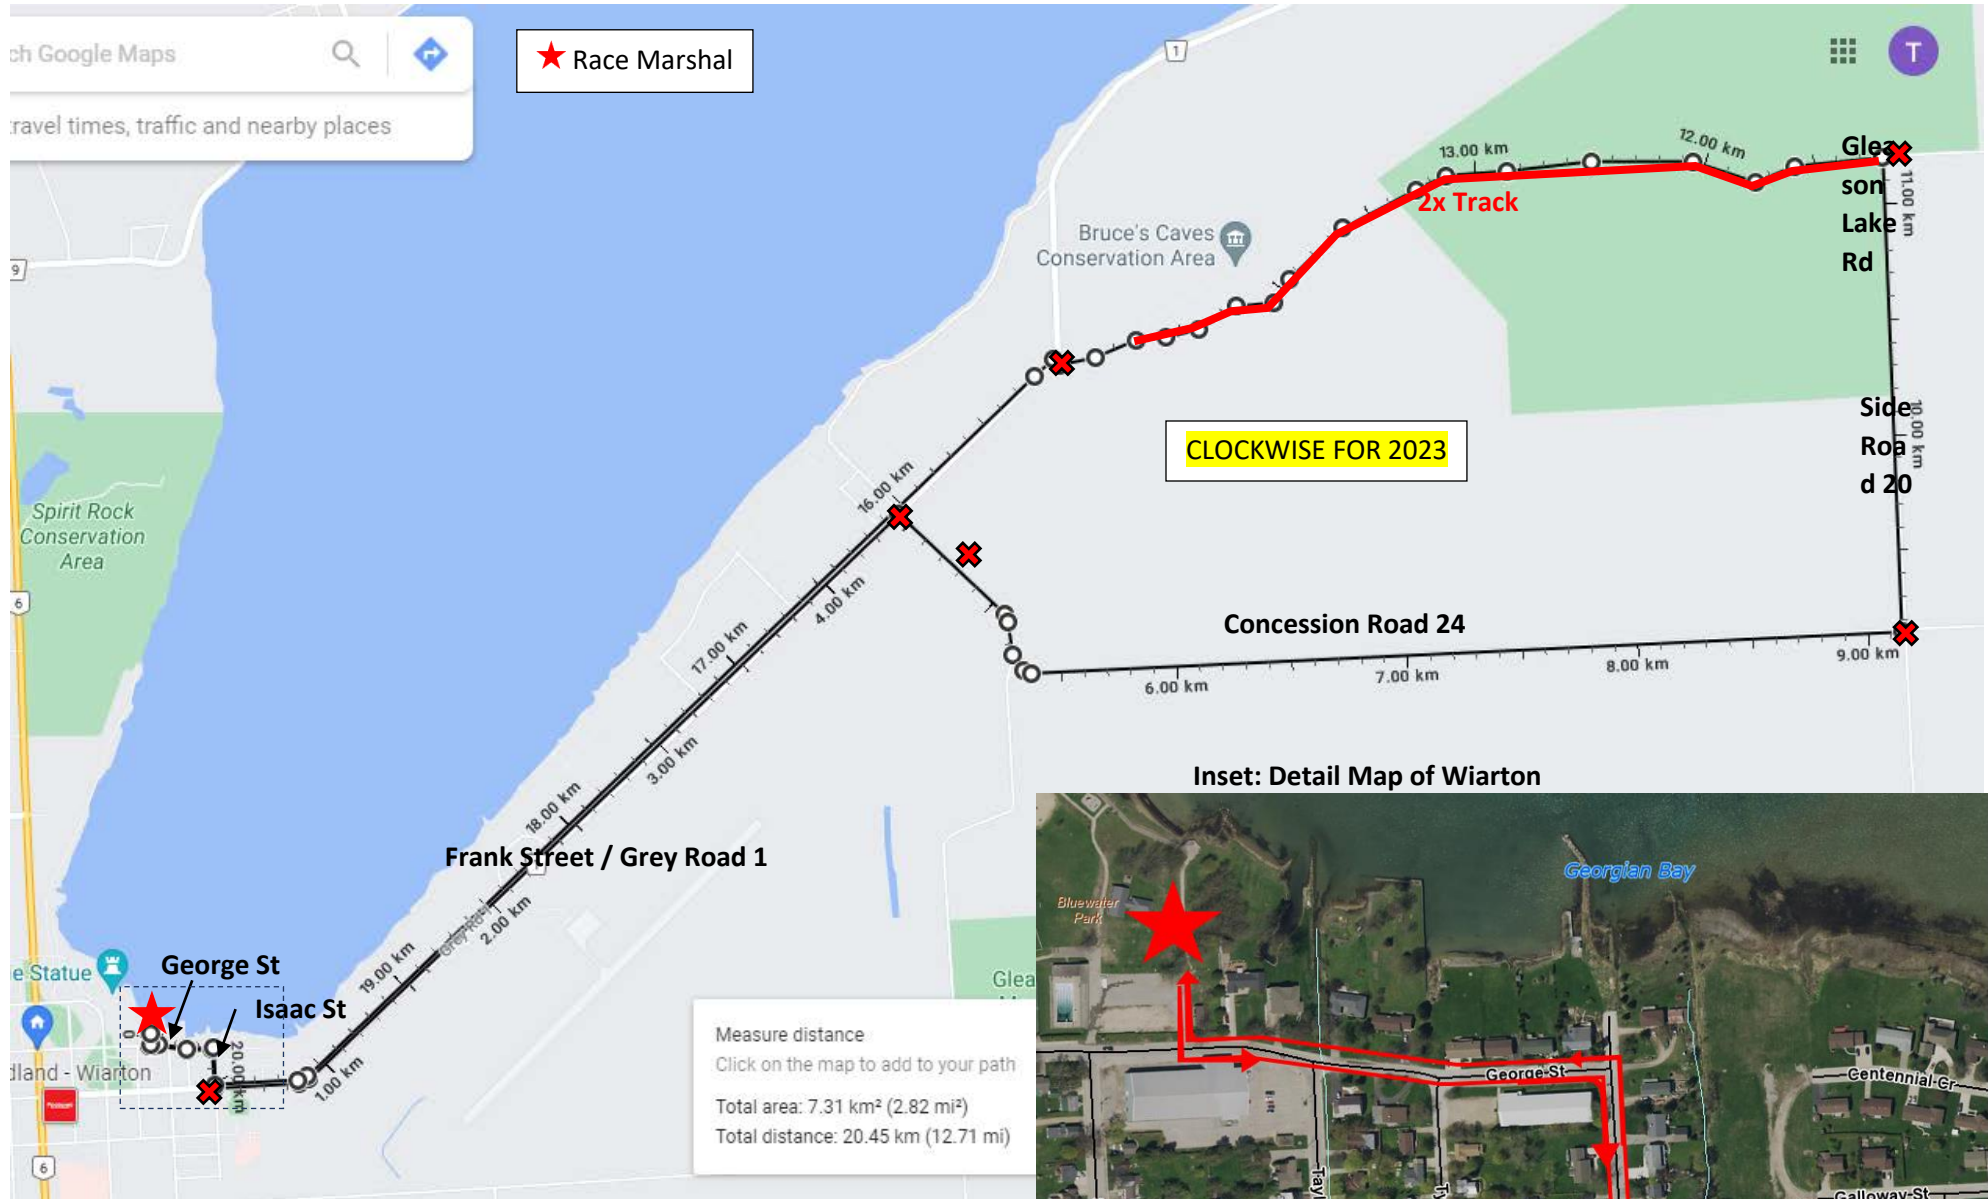 ch Google Maps
travel times, traffic and nearby places
Race Marshal
1
T
9
13.00 km
12.00 km
Glea
son
Lake
Rd
11.00 km
2x Track
Bruce's Caves
Conservation Area
CLOCKWISE FOR 2023
Side
Roa
d 20
10.00 km
16.00 km
Spirit Rock
Conservation
Area
6
4.00 km
Concession Road 24
17.00 km
6.00 km
7.00 km
8.00 km
9.00 km
3.00 km
18.00 km
Inset: Detail Map of Wiarton
Frank Street / Grey Road 1
2.00 km
Grey Rd 1
19.00 km
e Statue
George St
Isaac St
0
20.00 km
1.00 km
dland - Wiarton
6
Glea
Measure distance
Click on the map to add to your path
Total area: 7.31 km² (2.82 mi²)
Total distance: 20.45 km (12.71 mi)
Georgian Bay
Bluewater
Park
George St
Centennial Cr
Tayl
Ty
Galloway St